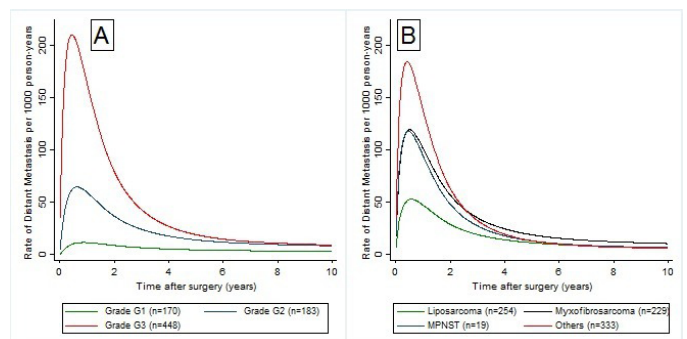 A
Rate of Distant Metastasis per 1000 person-years
200
150
100
50
0
0 2 4 6 8 10
Time after surgery (years)
Grade G1 (n=170) Grade G2 (n=183)
Grade G3 (n=448)
B
Rate of Distant Metastasis per 1000 person-years
200
150
100
50
0
0 2 4 6 8 10
Time after surgery (years)
Liposarcoma (n=254) Myxofibrosarcoma (n=229)
MPNST (n=19) Others (n=333)